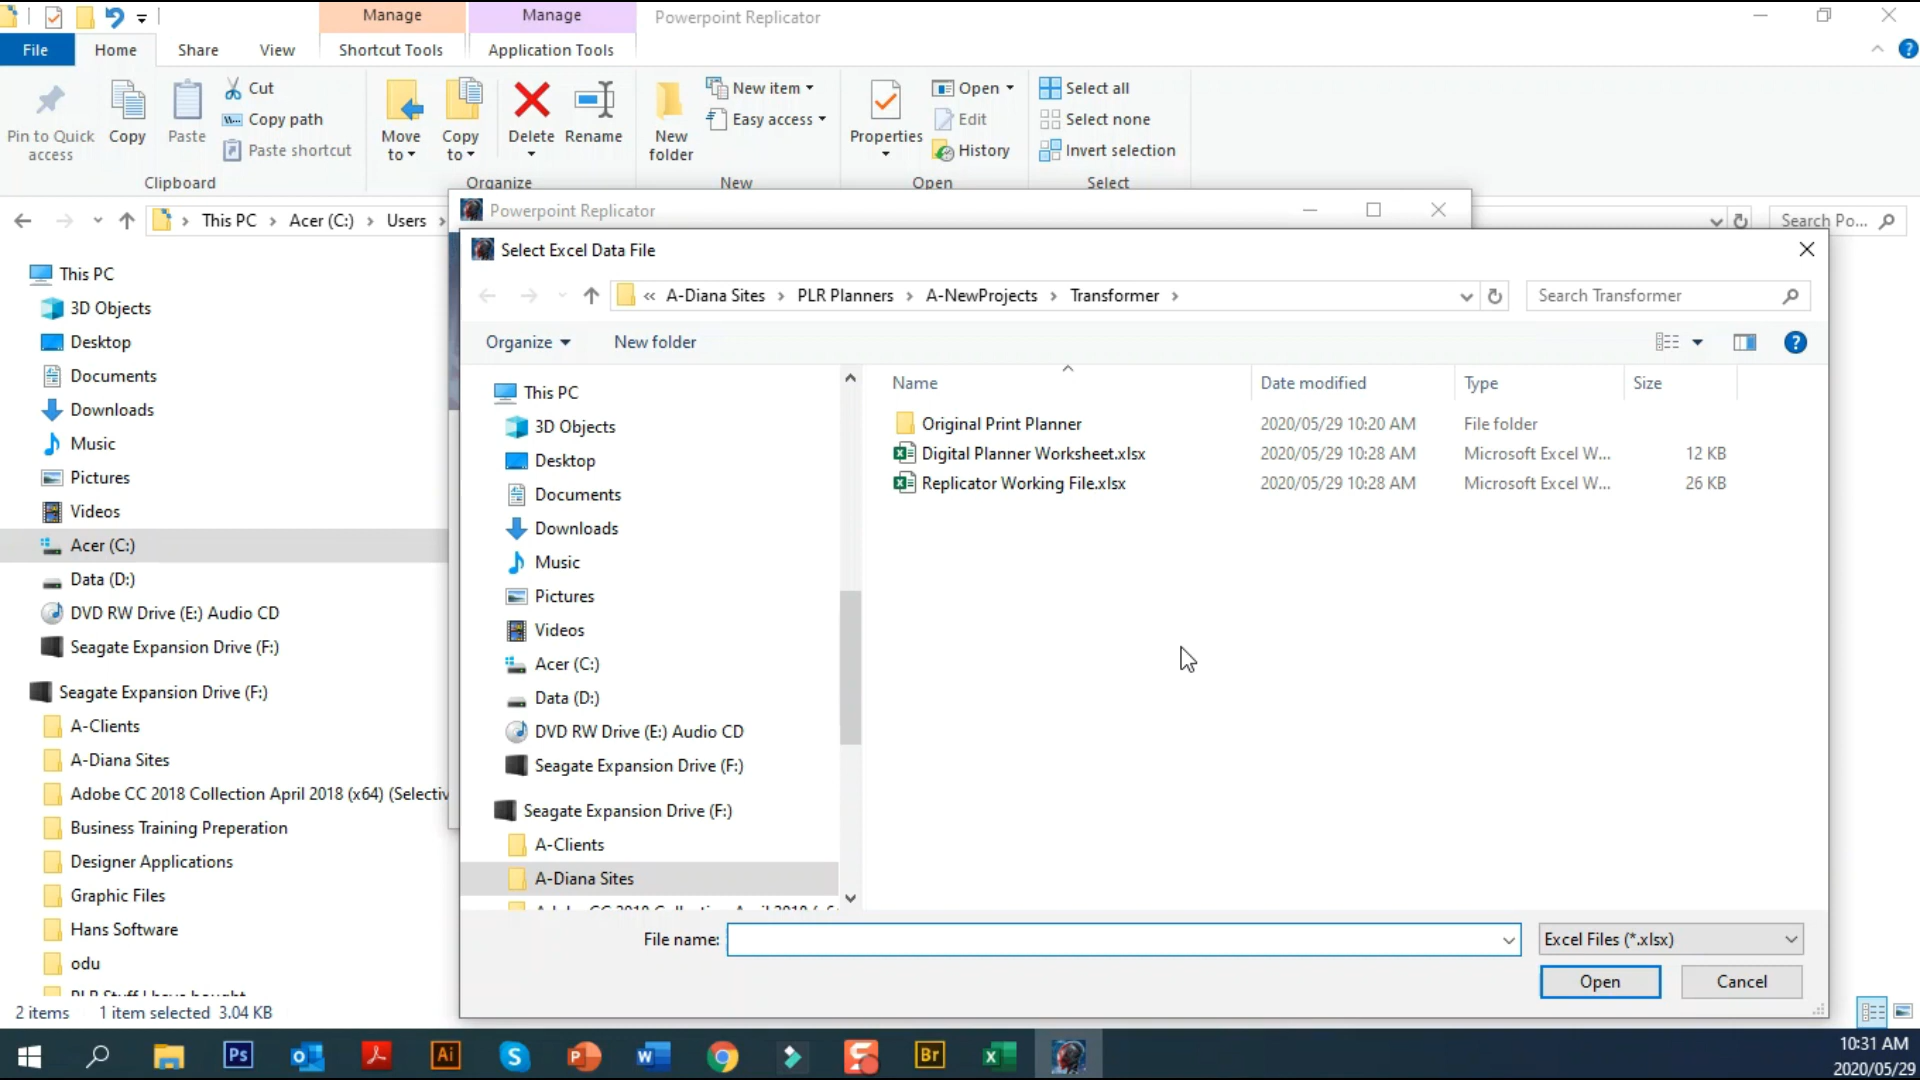 Manage
Manage
Powerpoint Replicator
File
Home
Share
View
Shortcut Tools
Application Tools
Pin to Quick access
Copy
Paste
Cut
Copy path
Paste shortcut
Move to
Copy to
Delete
Rename
New folder
New item
Easy access
Properties
Open
Edit
History
Select all
Select none
Invert selection
Clipboard
Organize
New
Open
Select
This PC
Acer (C:)
Users
Search Po...
This PC
3D Objects
Desktop
Documents
Downloads
Music
Pictures
Videos
Acer (C:)
Data (D:)
DVD RW Drive (E:) Audio CD
Seagate Expansion Drive (F:)
Seagate Expansion Drive (F:)
A-Clients
A-Diana Sites
Adobe CC 2018 Collection April 2018 (x64) (Selectiv
Business Training Preperation
Designer Applications
Graphic Files
Hans Software
odu
2 items
1 item selected 3.04 KB
Powerpoint Replicator
Select Excel Data File
« A-Diana Sites
PLR Planners
A-NewProjects
Transformer
Search Transformer
Organize
New folder
This PC
3D Objects
Desktop
Documents
Downloads
Music
Pictures
Videos
Acer (C:)
Data (D:)
DVD RW Drive (E:) Audio CD
Seagate Expansion Drive (F:)
Seagate Expansion Drive (F:)
A-Clients
A-Diana Sites
Name
Date modified
Type
Size
Original Print Planner
2020/05/29 10:20 AM
File folder
Digital Planner Worksheet.xlsx
2020/05/29 10:28 AM
Microsoft Excel W...
12 KB
Replicator Working File.xlsx
2020/05/29 10:28 AM
Microsoft Excel W...
26 KB
File name:
Excel Files (*.xlsx)
Open
Cancel
Ps
Ai
S
Br
10:31 AM
2020/05/29